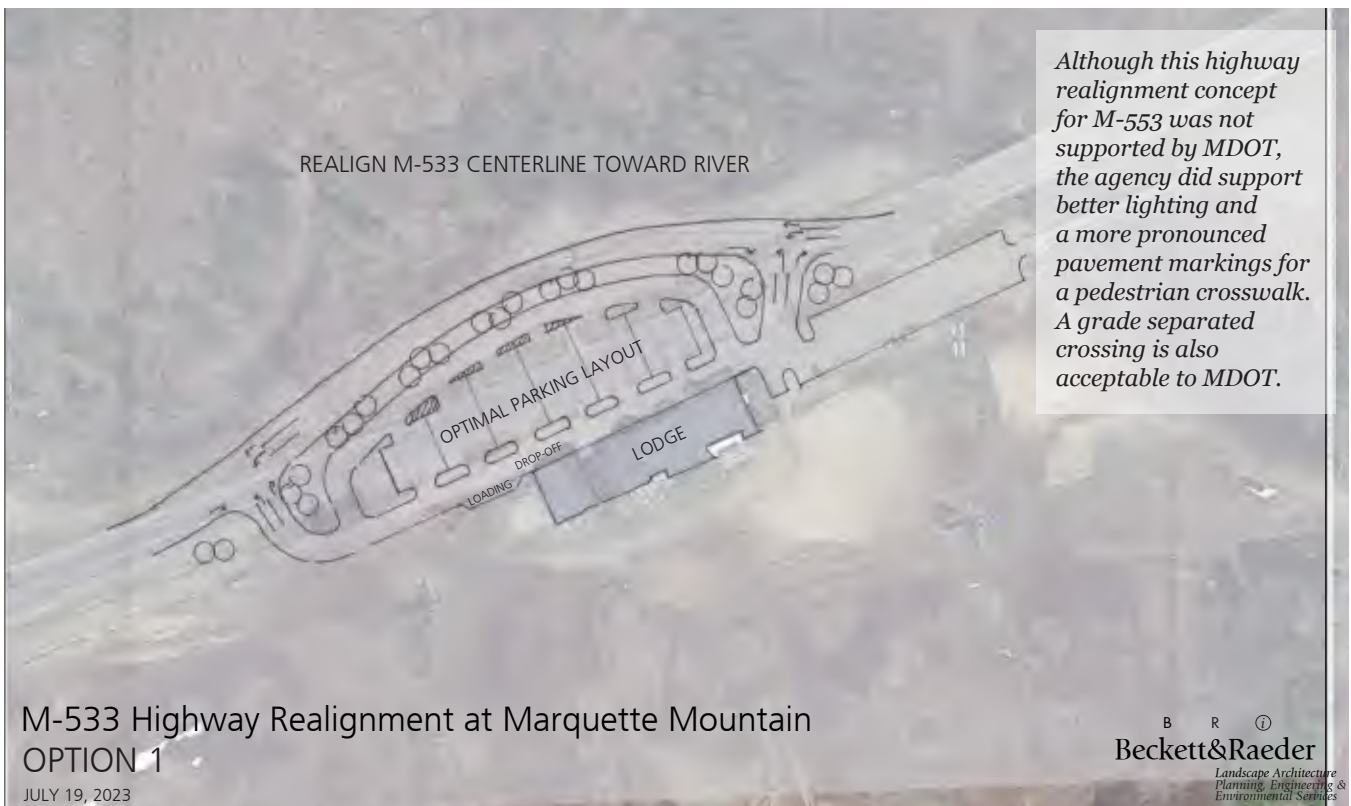 Although this highway
realignment concept
for M-553 was not
supported by MDOT,
the agency did support
better lighting and
a more pronounced
pavement markings for
a pedestrian crosswalk.
A grade separated
crossing is also
acceptable to MDOT.
REALIGN M-533 CENTERLINE TOWARD RIVER
OPTIMAL PARKING LAYOUT
LODGE
DROP-OFF
LOADING
M-533 Highway Realignment at Marquette Mountain
OPTION 1
JULY 19, 2023
B R i
Beckett&Raeder
Landscape Architecture
Planning, Engineering &
Environmental Services